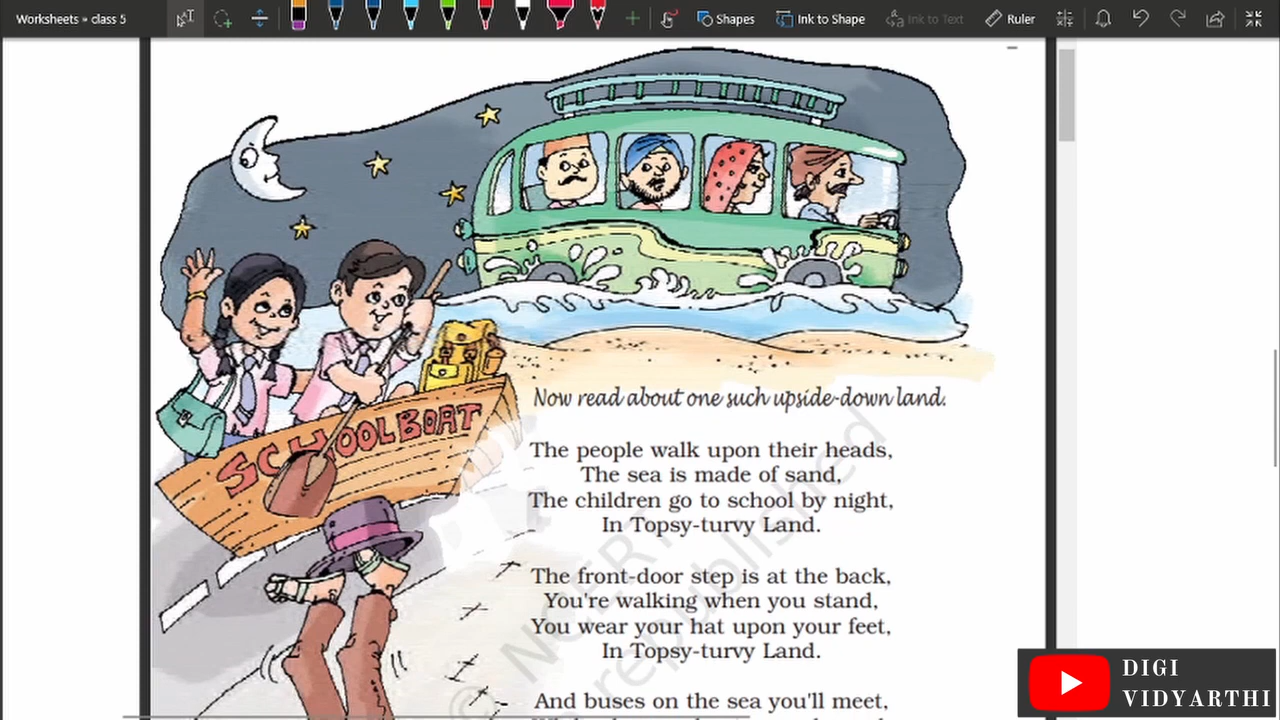 Worksheets » class 5
Shapes
Ink to Shape
Ink to Text
Ruler
SCHOOL BOAT
Now read about one such upside-down land.
The people walk upon their heads,
The sea is made of sand,
The children go to school by night,
In Topsy-turvy Land.
The front-door step is at the back,
You're walking when you stand,
You wear your hat upon your feet,
In Topsy-turvy Land.
And buses on the sea you'll meet,
© NCERT
republished
DIGI
VIDYARTHI